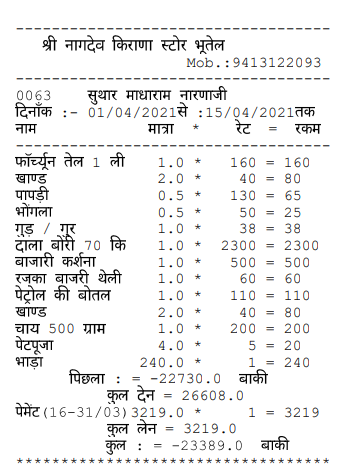 -----------------------------------
श्री नागदेव किराणा स्टोर भूतेल
Mob.:9413122093
-----------------------------------
0063 सुथार माधाराम नारणाजी
दिनाँक :- 01/04/2021से :15/04/2021तक
नाम मात्रा * रेट = रकम
-----------------------------------
फॉर्च्यून तेल 1 ली 1.0 * 160 = 160
खाण्ड 2.0 * 40 = 80
पापड़ी 0.5 * 130 = 65
भोंगला 0.5 * 50 = 25
गुड़ / गुर 1.0 * 38 = 38
दाला बोरी 70 कि 1.0 * 2300 = 2300
बाजारी कर्शना 1.0 * 500 = 500
रजका बाजरी थेली 1.0 * 60 = 60
पेट्रोल की बोतल 1.0 * 110 = 110
खाण्ड 2.0 * 40 = 80
चाय 500 ग्राम 1.0 * 200 = 200
पेटपूजा 4.0 * 5 = 20
भाड़ा 240.0 * 1 = 240
पिछला : = -22730.0 बाकी
कुल देन = 26608.0
पेमेंट(16-31/03)3219.0 * 1 = 3219
कुल लेन = 3219.0
कुल : = -23389.0 बाकी
***********************************